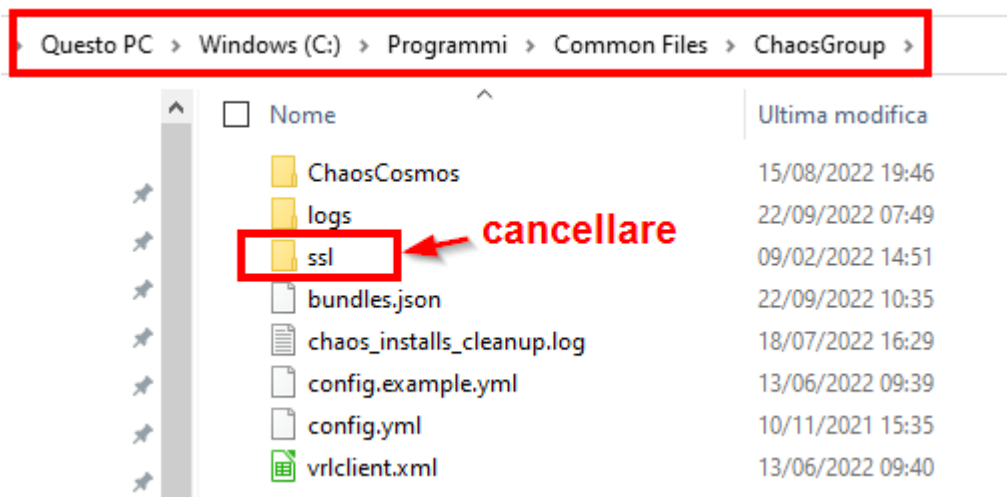 Questo PC > Windows (C:) > Programmi > Common Files > ChaosGroup >
Nome Ultima modifica
ChaosCosmos 15/08/2022 19:46
logs 22/09/2022 07:49
cancellare
ssl 09/02/2022 14:51
bundles.json 22/09/2022 10:35
chaos_installs_cleanup.log 18/07/2022 16:29
config.example.yml 13/06/2022 09:39
config.yml 10/11/2021 15:35
vrlclient.xml 13/06/2022 09:40